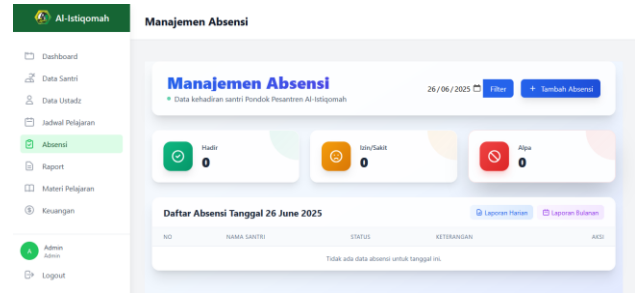 Al-Istiqomah
Manajemen Absensi
Dashboard
Data Santri
Data Ustadz
Jadwal Pelajaran
Absensi
Raport
Materi Pelajaran
Keuangan
A
Admin
Admin
Logout
Manajemen Absensi
Data kehadiran santri Pondok Pesantren Al-Istiqomah
26/06/2025
Filter
+ Tambah Absensi
Hadir
0
Izin/Sakit
0
Alpa
0
Daftar Absensi Tanggal 26 June 2025
Laporan Harian
Laporan Bulanan
NO NAMA SANTRI STATUS KETERANGAN AKSI
Tidak ada data absensi untuk tanggal ini.